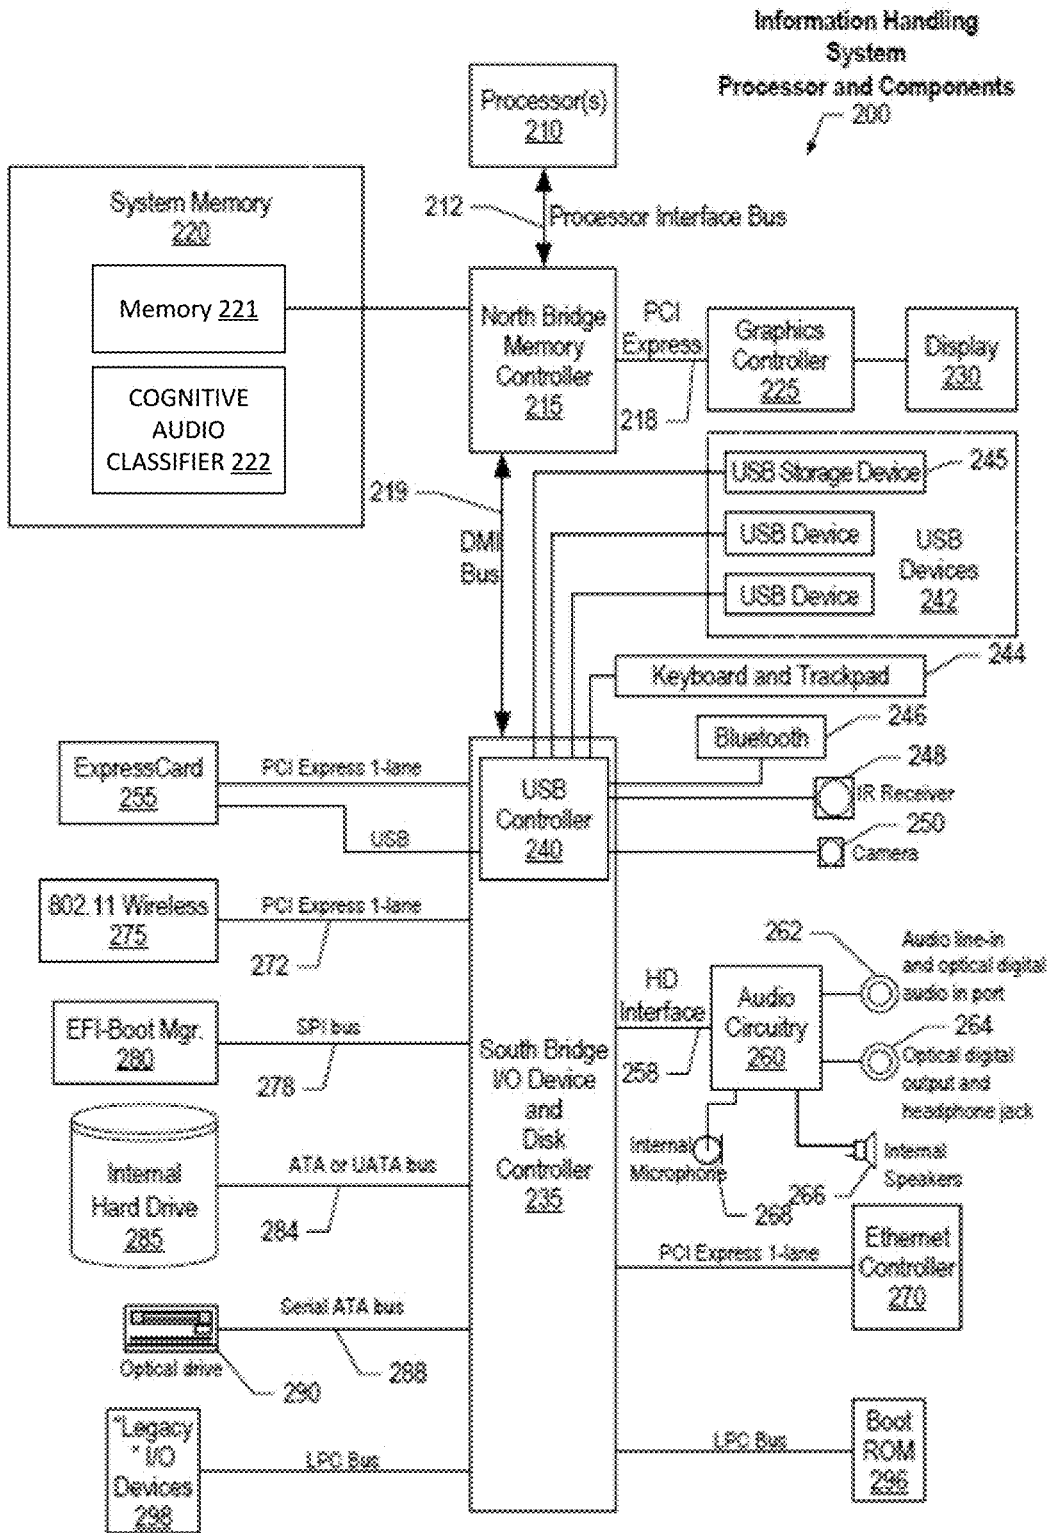 Information Handling
System
Processor and Components
200
Processor(s)
210
212
Processor Interface Bus
System Memory
220
Memory 221
COGNITIVE
AUDIO
CLASSIFIER 222
North Bridge
Memory
Controller
215
PCI
Express
218
Graphics
Controller
225
Display
230
219
DMI
Bus
USB Storage Device
245
USB Device
USB Device
USB
Devices
242
Keyboard and Trackpad
244
Bluetooth
246
248
IR Receiver
250
Camera
ExpressCard
255
PCI Express 1-lane
USB
USB
Controller
240
802.11 Wireless
275
PCI Express 1-lane
272
EFI-Boot Mgr.
280
SPI bus
278
South Bridge
I/O Device
and
Disk
Controller
235
HD
Interface
258
Audio
Circuitry
260
262
Audio line-in
and optical digital
audio in port
264
Optical digital
output and
headphone jack
Internal
Microphone
268
Internal
Speakers
266
Internal
Hard Drive
285
ATA or UATA bus
284
PCI Express 1-lane
Ethernet
Controller
270
Serial ATA bus
288
Optical drive
290
"Legacy
" I/O
Devices
298
LPC Bus
LPC Bus
Boot
ROM
296